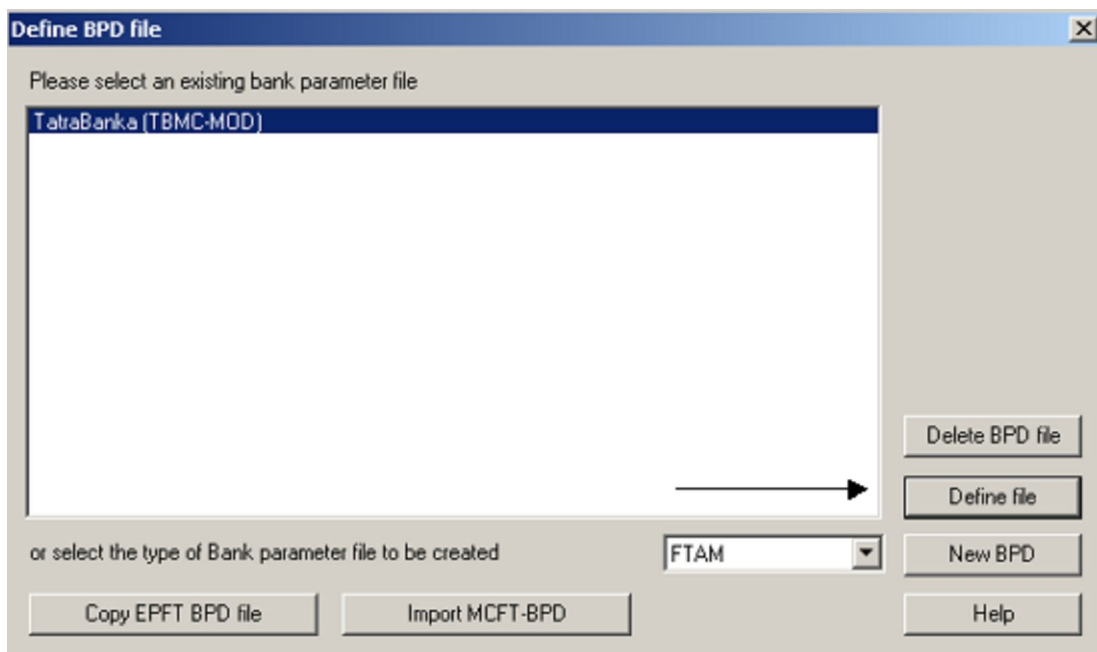 Define BPD file
Please select an existing bank parameter file
TatraBanka (TBMC-MOD)
Delete BPD file
Define file
or select the type of Bank parameter file to be created
FTAM
New BPD
Copy EPFT BPD file
Import MCFT-BPD
Help